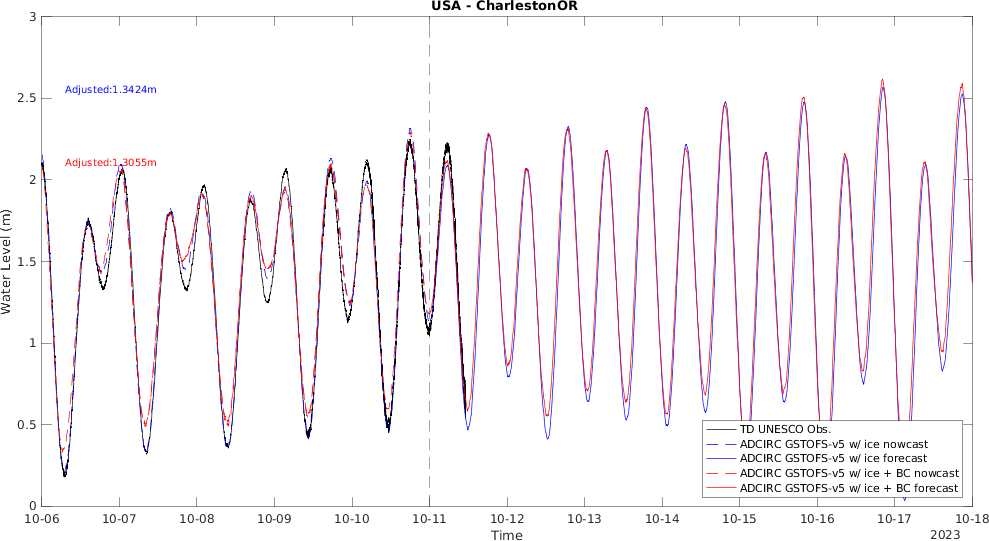 USA - CharlestonOR
3
2.5
2
1.5
1
0.5
0
Water Level (m)
Adjusted:1.3424m
Adjusted:1.3055m
TD UNESCO Obs.
ADCIRC GSTOFS-v5 w/ ice nowcast
ADCIRC GSTOFS-v5 w/ ice forecast
ADCIRC GSTOFS-v5 w/ ice + BC nowcast
ADCIRC GSTOFS-v5 w/ ice + BC forecast
10-06 10-07 10-08 10-09 10-10 10-11 10-12 10-13 10-14 10-15 10-16 10-17 10-18
Time
2023